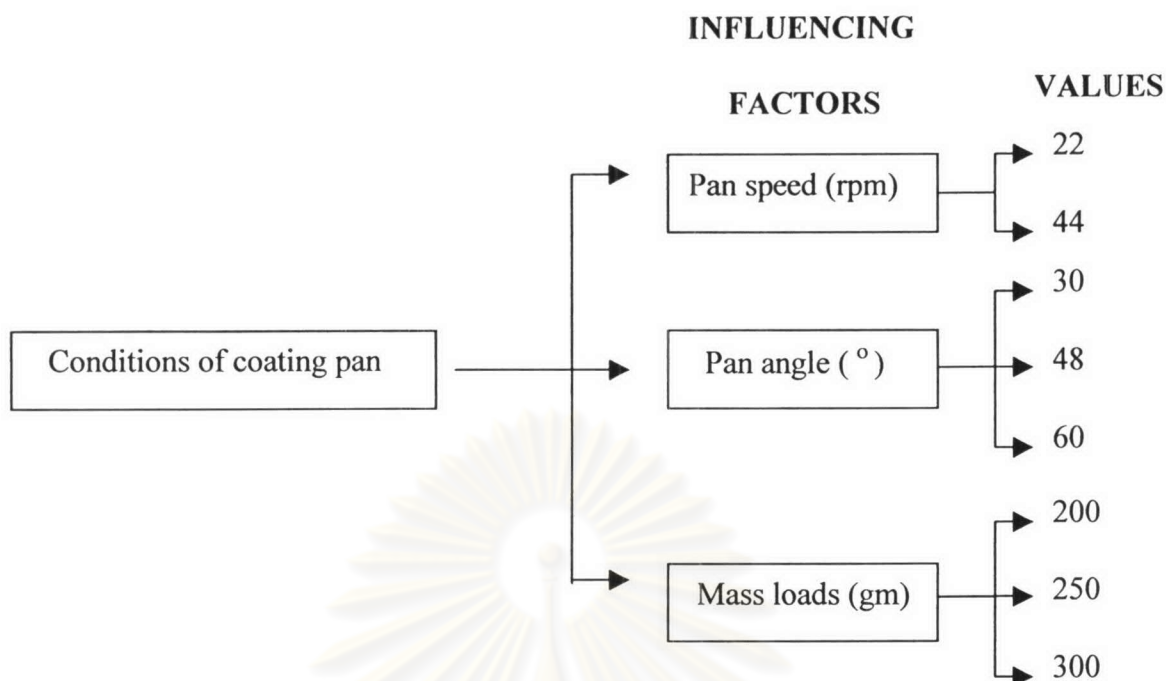 INFLUENCING
FACTORS
VALUES
Pan speed (rpm)
22
44
Conditions of coating pan
Pan angle ( º )
30
48
60
Mass loads (gm)
200
250
300